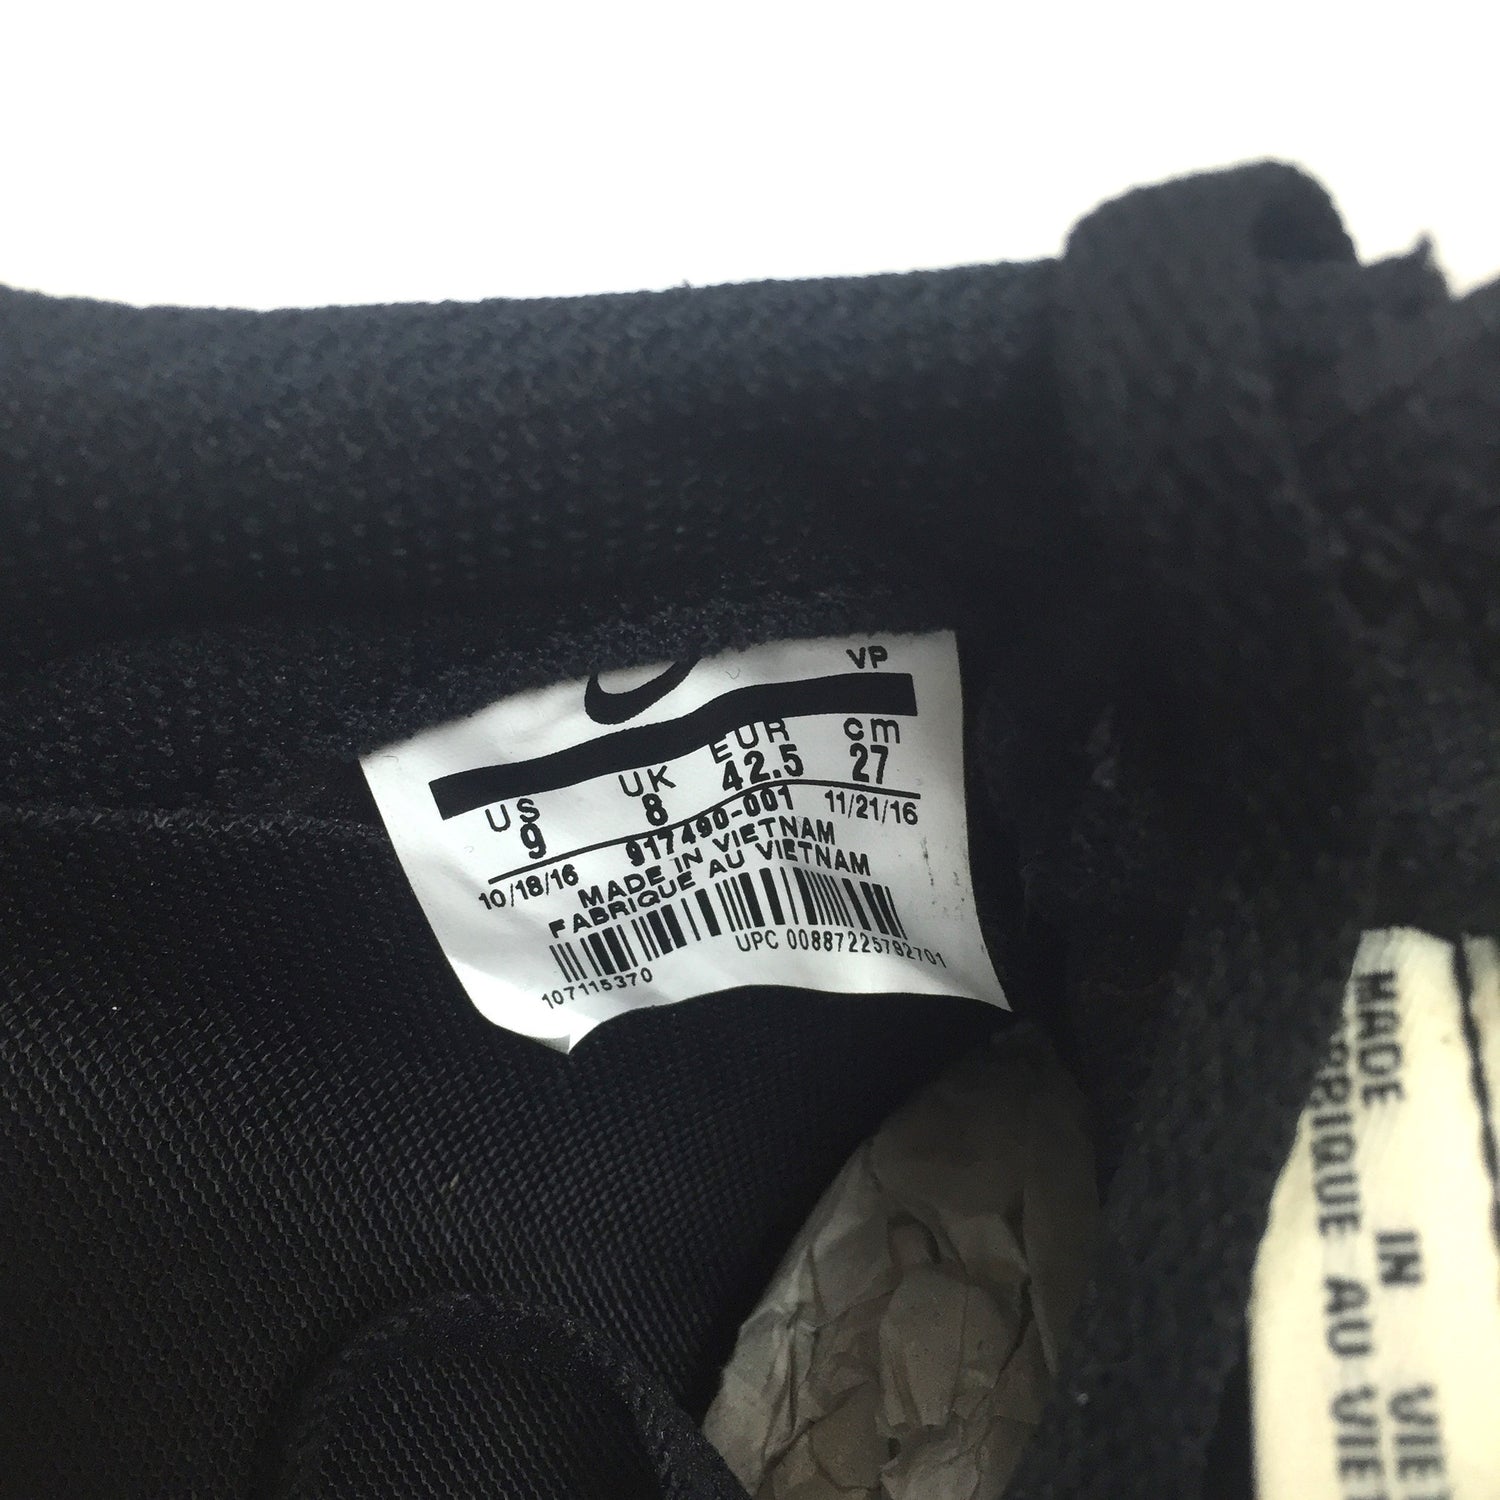 VP
US UK EUR cm
9 8 42.5 27
10/18/16 917490-001 11/21/16
MADE IN VIETNAM
FABRIQUE AU VIETNAM
107115370 UPC 00887225792701
MADE IN
AU